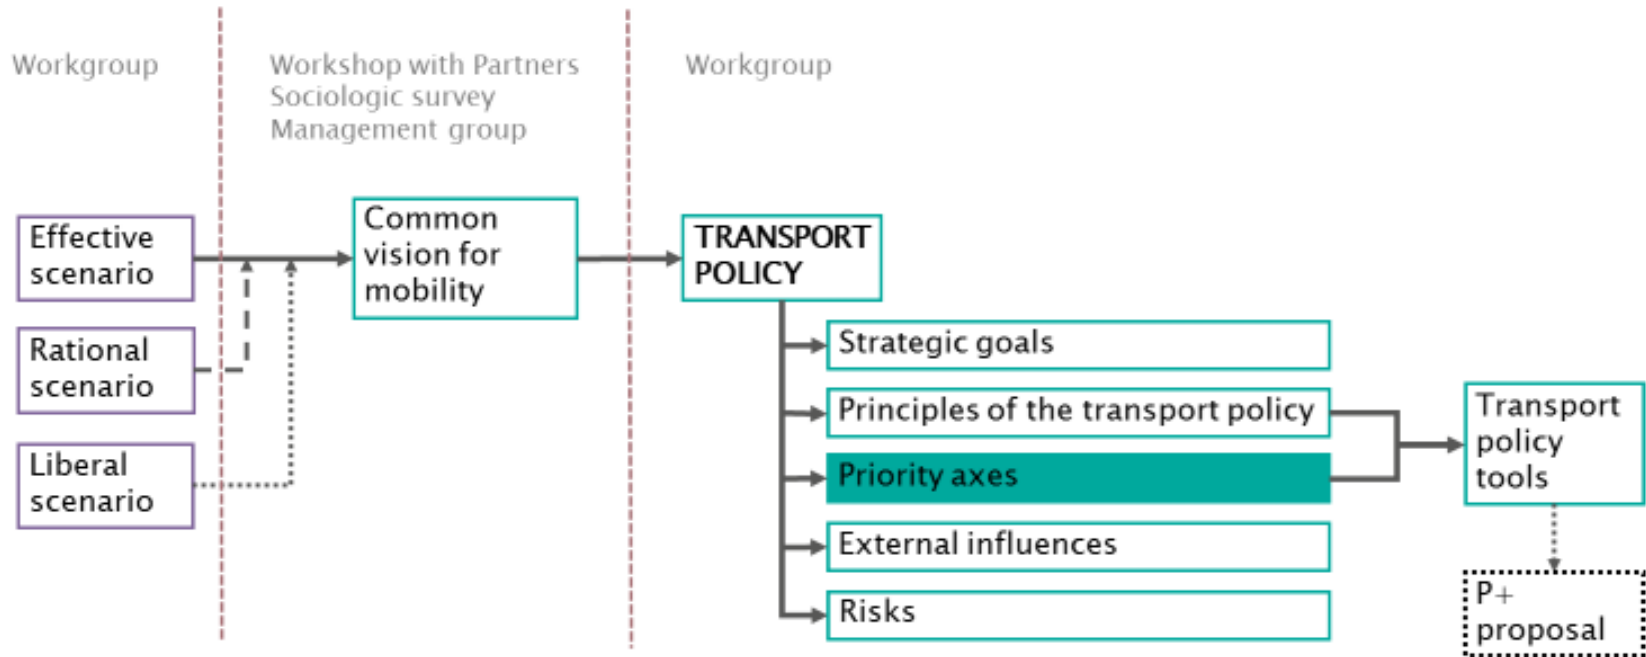 Workgroup
Workshop with Partners
Sociologic survey
Management group
Workgroup
Effective
scenario
Rational
scenario
Liberal
scenario
Common
vision for
mobility
TRANSPORT
POLICY
Strategic goals
Principles of the transport policy
Priority axes
External influences
Risks
Transport
policy
tools
P+
proposal